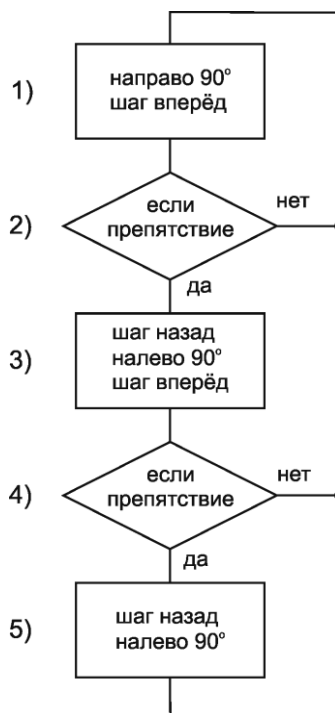 1)
направо 90°
шаг вперёд
2)
если
препятствие
нет
да
3)
шаг назад
налево 90°
шаг вперёд
4)
если
препятствие
нет
да
5)
шаг назад
налево 90°